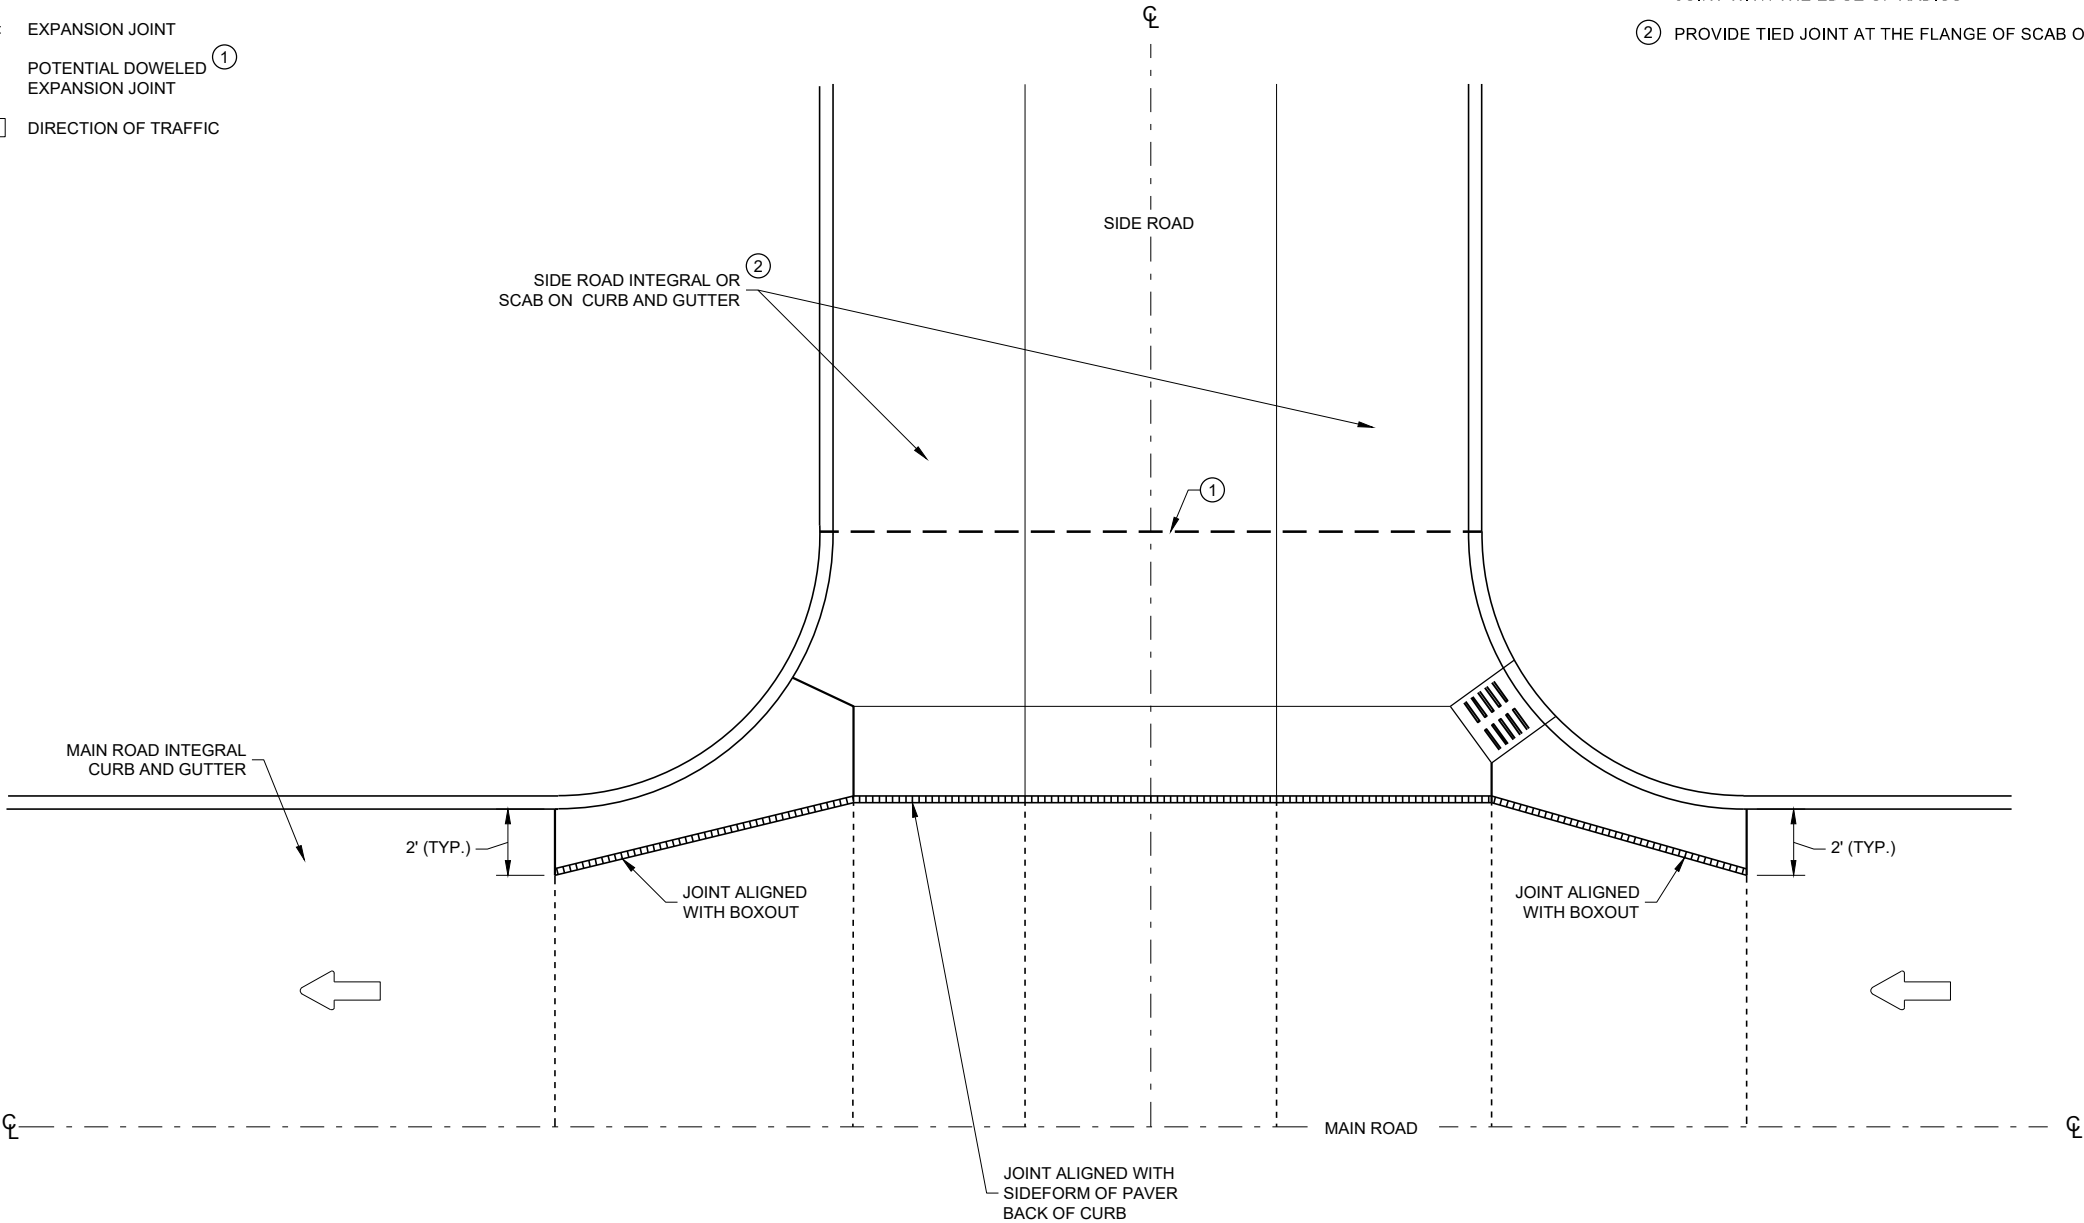 EXPANSION JOINT
POTENTIAL DOWELED 1
EXPANSION JOINT
DIRECTION OF TRAFFIC
2 PROVIDE TIED JOINT AT THE FLANGE OF SCAB O
℄
SIDE ROAD
SIDE ROAD INTEGRAL OR 2
SCAB ON CURB AND GUTTER
1
MAIN ROAD INTEGRAL
CURB AND GUTTER
2' (TYP.)
2' (TYP.)
JOINT ALIGNED
WITH BOXOUT
JOINT ALIGNED
WITH BOXOUT
℄
MAIN ROAD
℄
JOINT ALIGNED WITH
SIDEFORM OF PAVER
BACK OF CURB